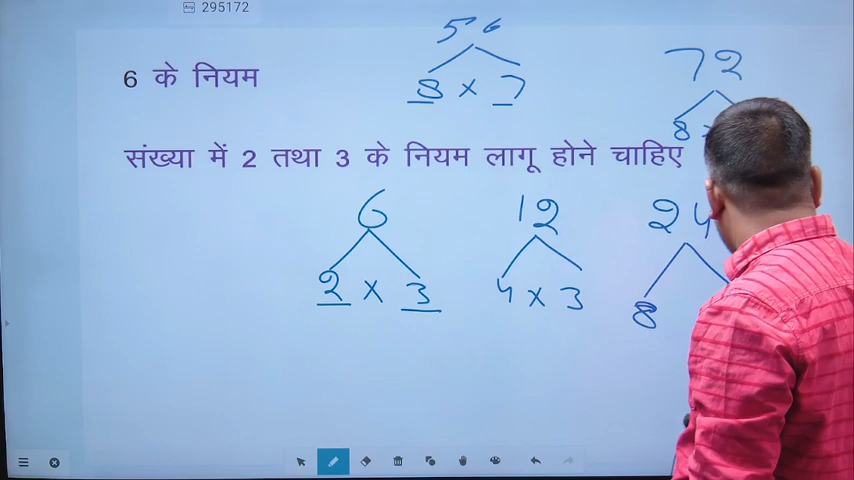 295172
56
8 × 7
72
8
6 के नियम
संख्या में 2 तथा 3 के नियम लागू होने चाहिए
6 12 24
2 × 3 4 × 3 8